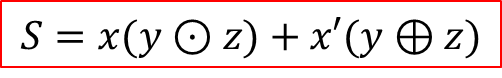 S = x(y ⊙ z) + x′(y ⊕ z)